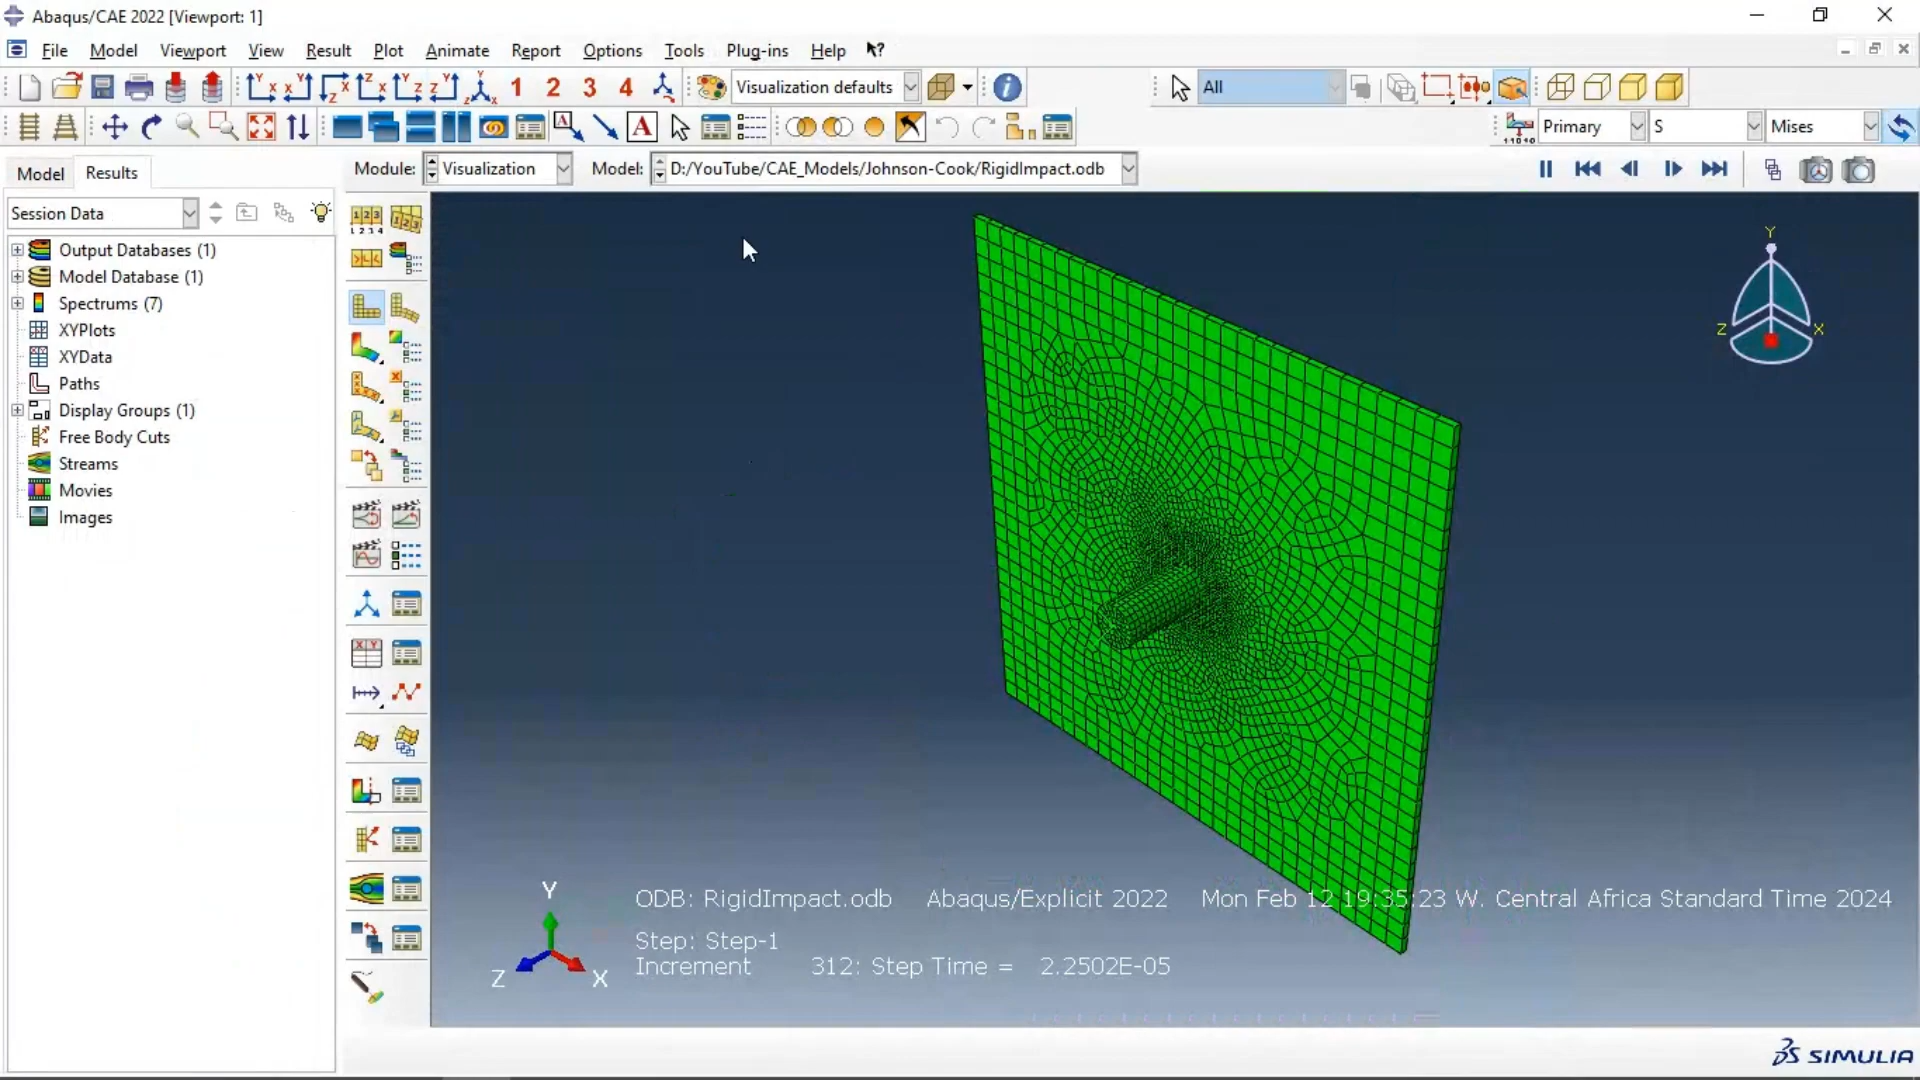 Abaqus/CAE 2022 [Viewport: 1]
File Model Viewport View Result Plot Animate Report Options Tools Plug-ins Help
1 2 3 4 Visualization defaults All
A Primary S Mises
Model Results Module: Visualization Model: D:/YouTube/CAE_Models/Johnson-Cook/RigidImpact.odb
Session Data
Output Databases (1)
Model Database (1)
Spectrums (7)
XYPlots
XYData
Paths
Display Groups (1)
Free Body Cuts
Streams
Movies
Images
Y
Z X
Y
Z X
ODB: RigidImpact.odb Abaqus/Explicit 2022 Mon Feb 12 19:35:23 W. Central Africa Standard Time 2024
Step: Step-1
Increment 312: Step Time = 2.2502E-05
SIMULIA